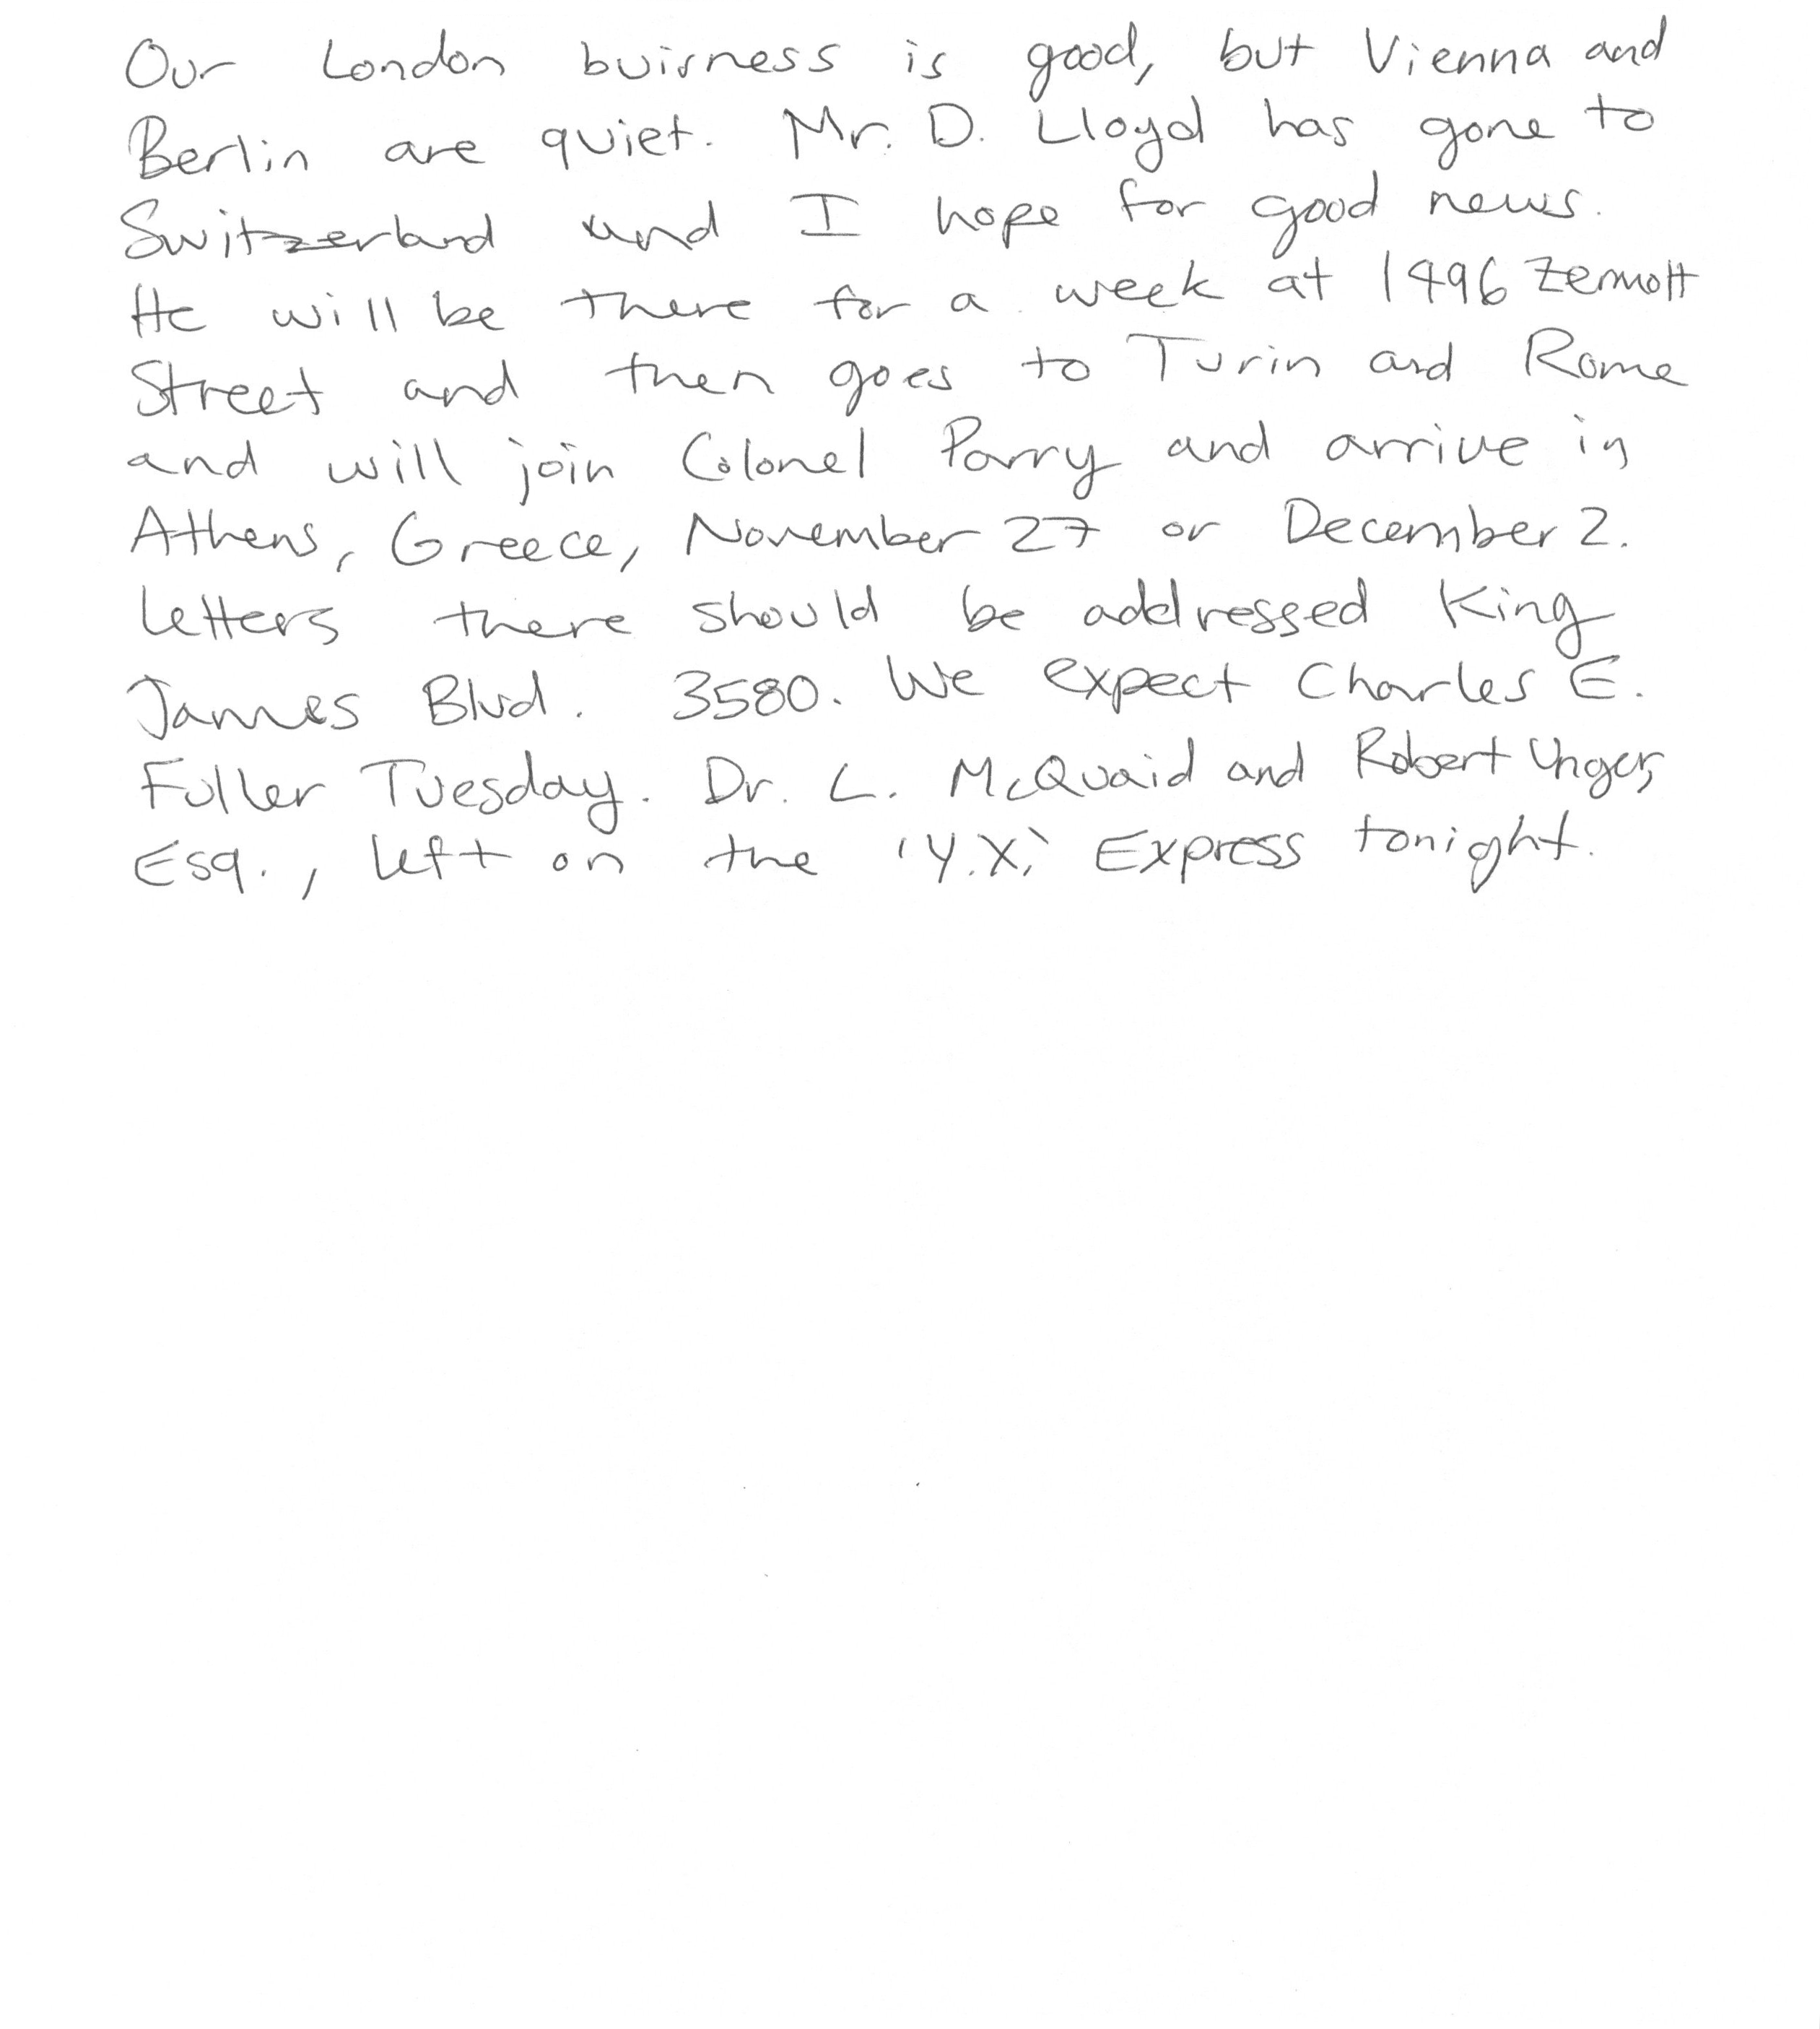 Our London buisness is good, but Vienna and
Berlin are quiet. Mr. D. Lloyd has gone to
Switzerland and I hope for good news.
He will be there for a week at 1496 Zermott
Street and then goes to Turin and Rome
and will join Colonel Parry and arrive in
Athens, Greece, November 27 or December 2.
Letters there should be addressed King
James Blvd. 3580. We expect Charles E.
Fuller Tuesday. Dr. L. McQuaid and Robert Unger,
Esq., left on the 'Y.X.' Express tonight.